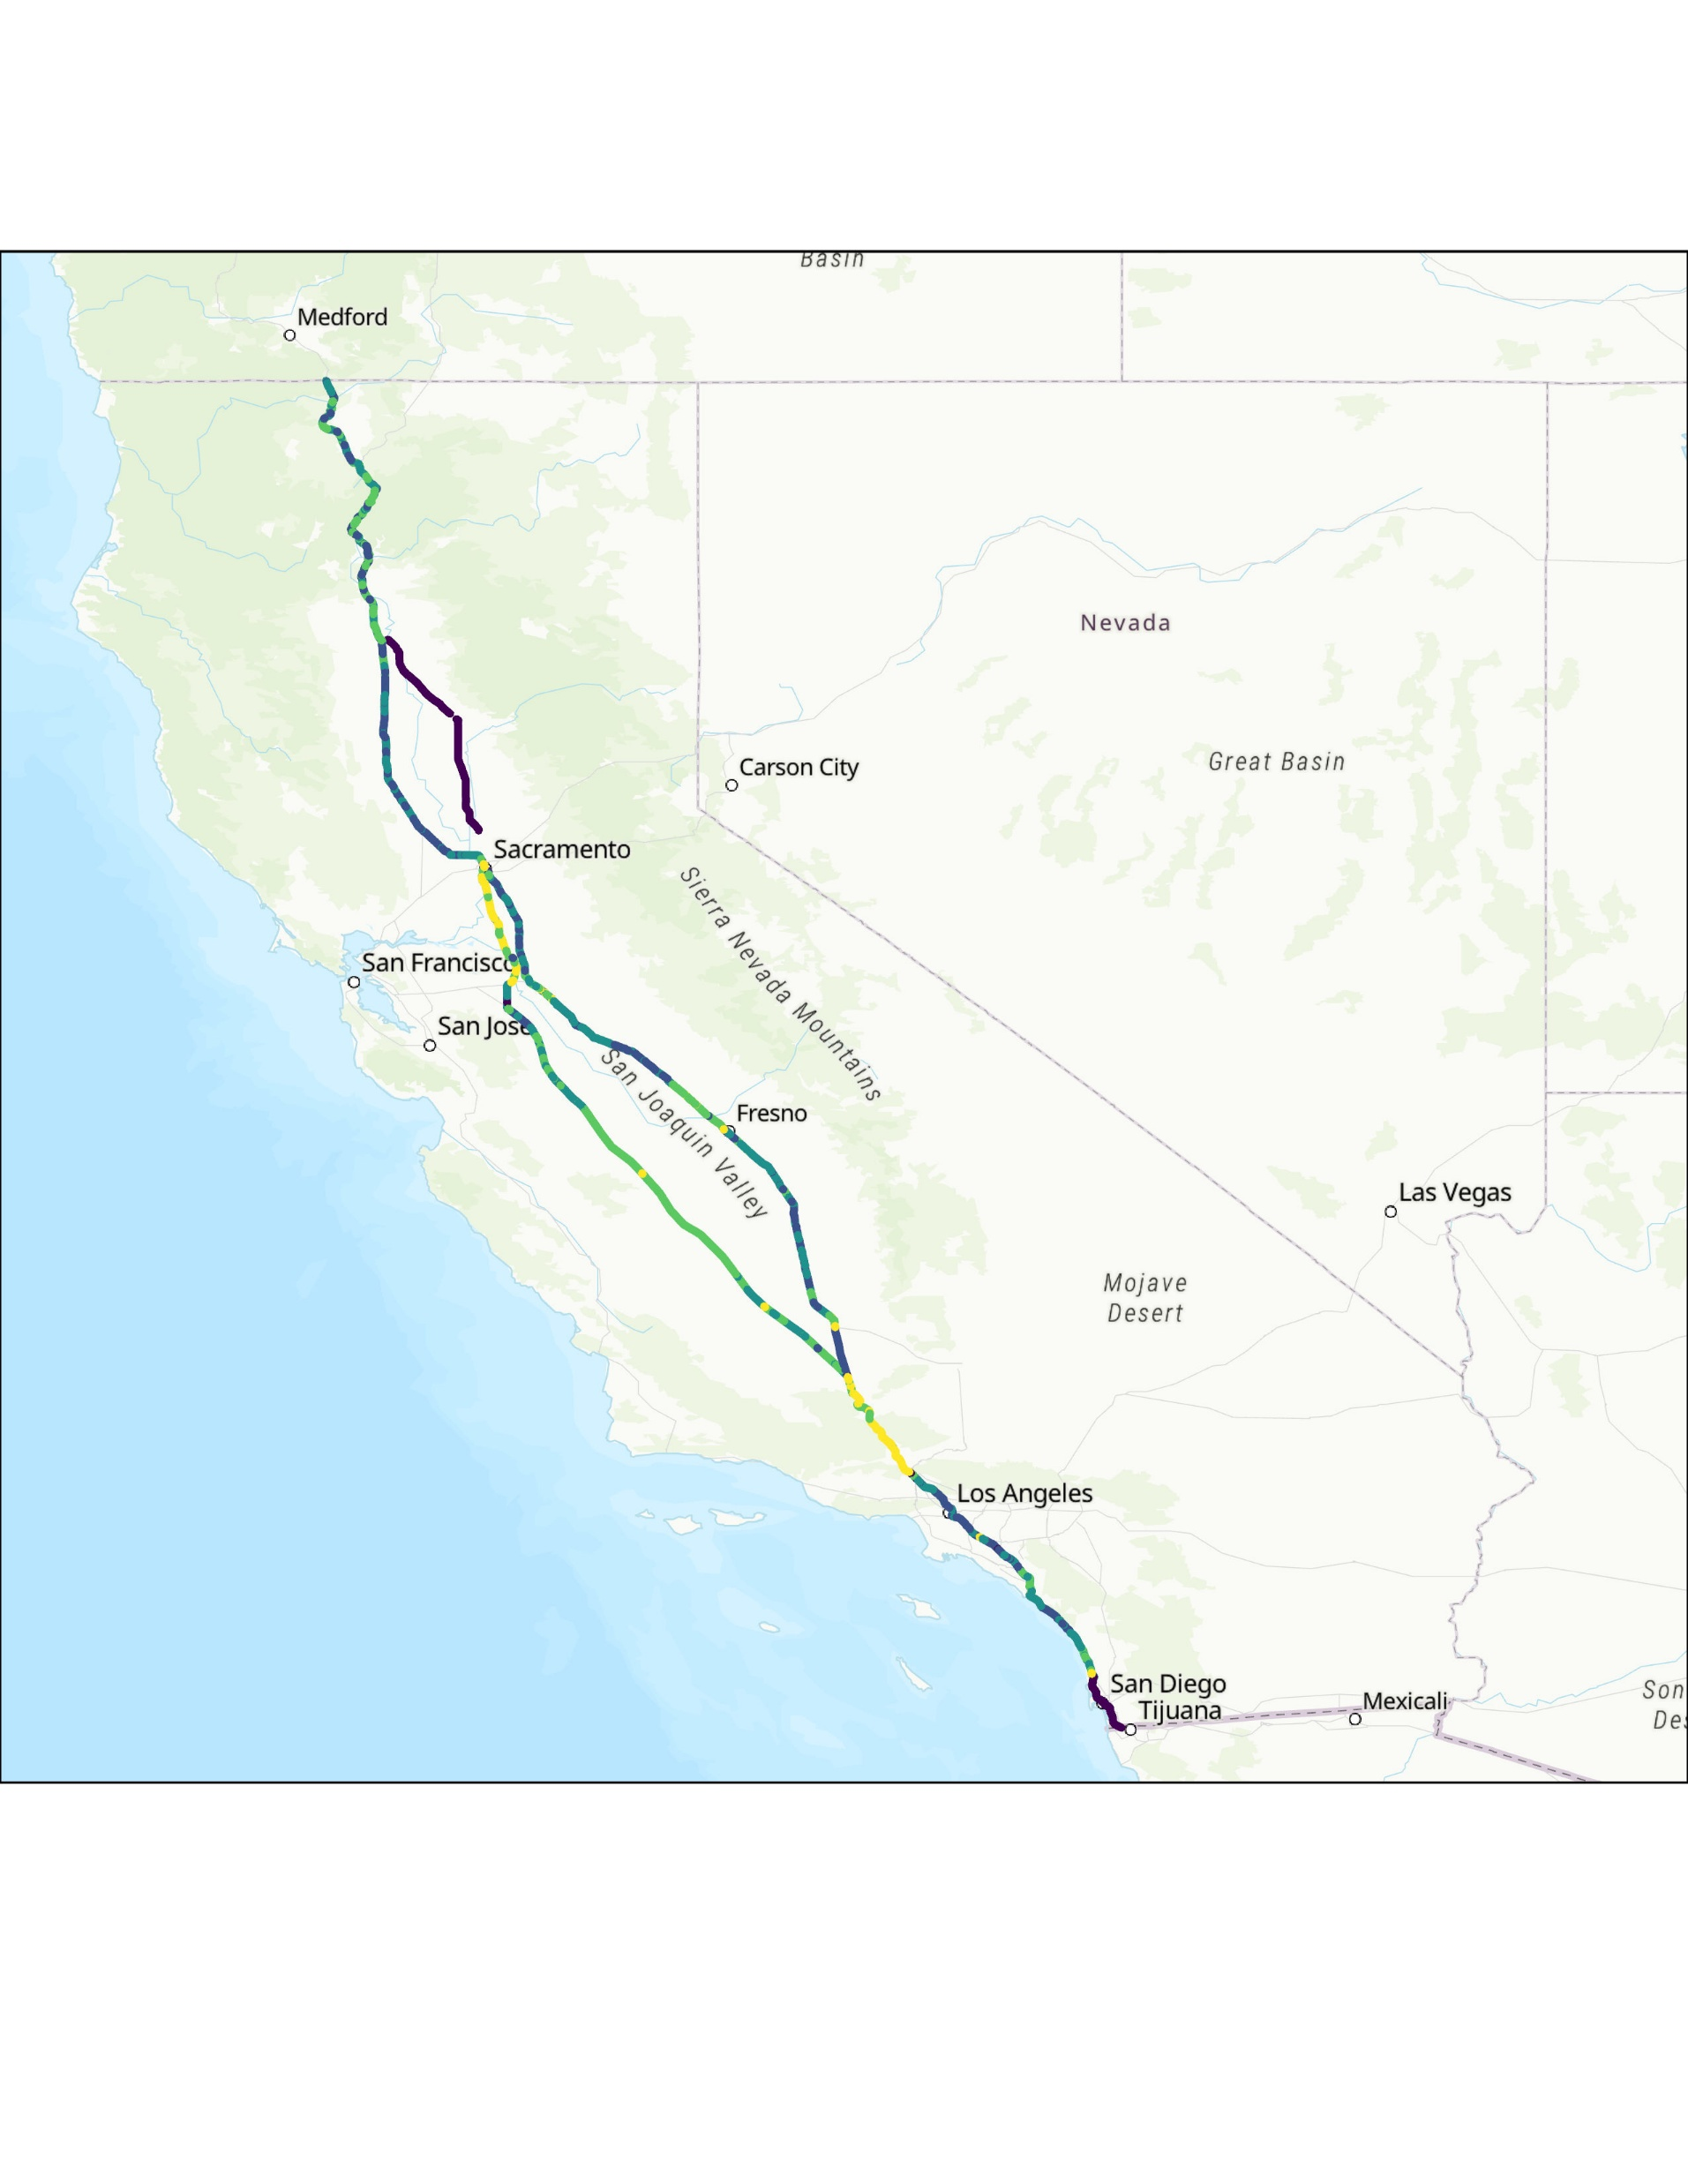 Basin
Medford
Nevada
Great Basin
Carson City
Sacramento
Sierra Nevada Mountains
San Francisco
San Jose
San Joaquin Valley
Fresno
Las Vegas
Mojave
Desert
Los Angeles
San Diego
Tijuana
Mexicali
Son
Des